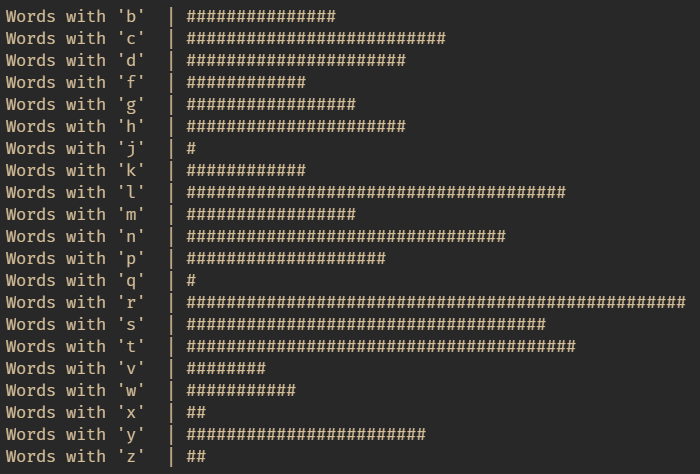 Words with 'b'  | ###############
Words with 'c'  | ##########################
Words with 'd'  | ######################
Words with 'f'  | ############
Words with 'g'  | #################
Words with 'h'  | ######################
Words with 'j'  | #
Words with 'k'  | ############
Words with 'l'  | ######################################
Words with 'm'  | #################
Words with 'n'  | ################################
Words with 'p'  | ####################
Words with 'q'  | #
Words with 'r'  | ##################################################
Words with 's'  | ####################################
Words with 't'  | #######################################
Words with 'v'  | ########
Words with 'w'  | ###########
Words with 'x'  | ##
Words with 'y'  | ########################
Words with 'z'  | ##